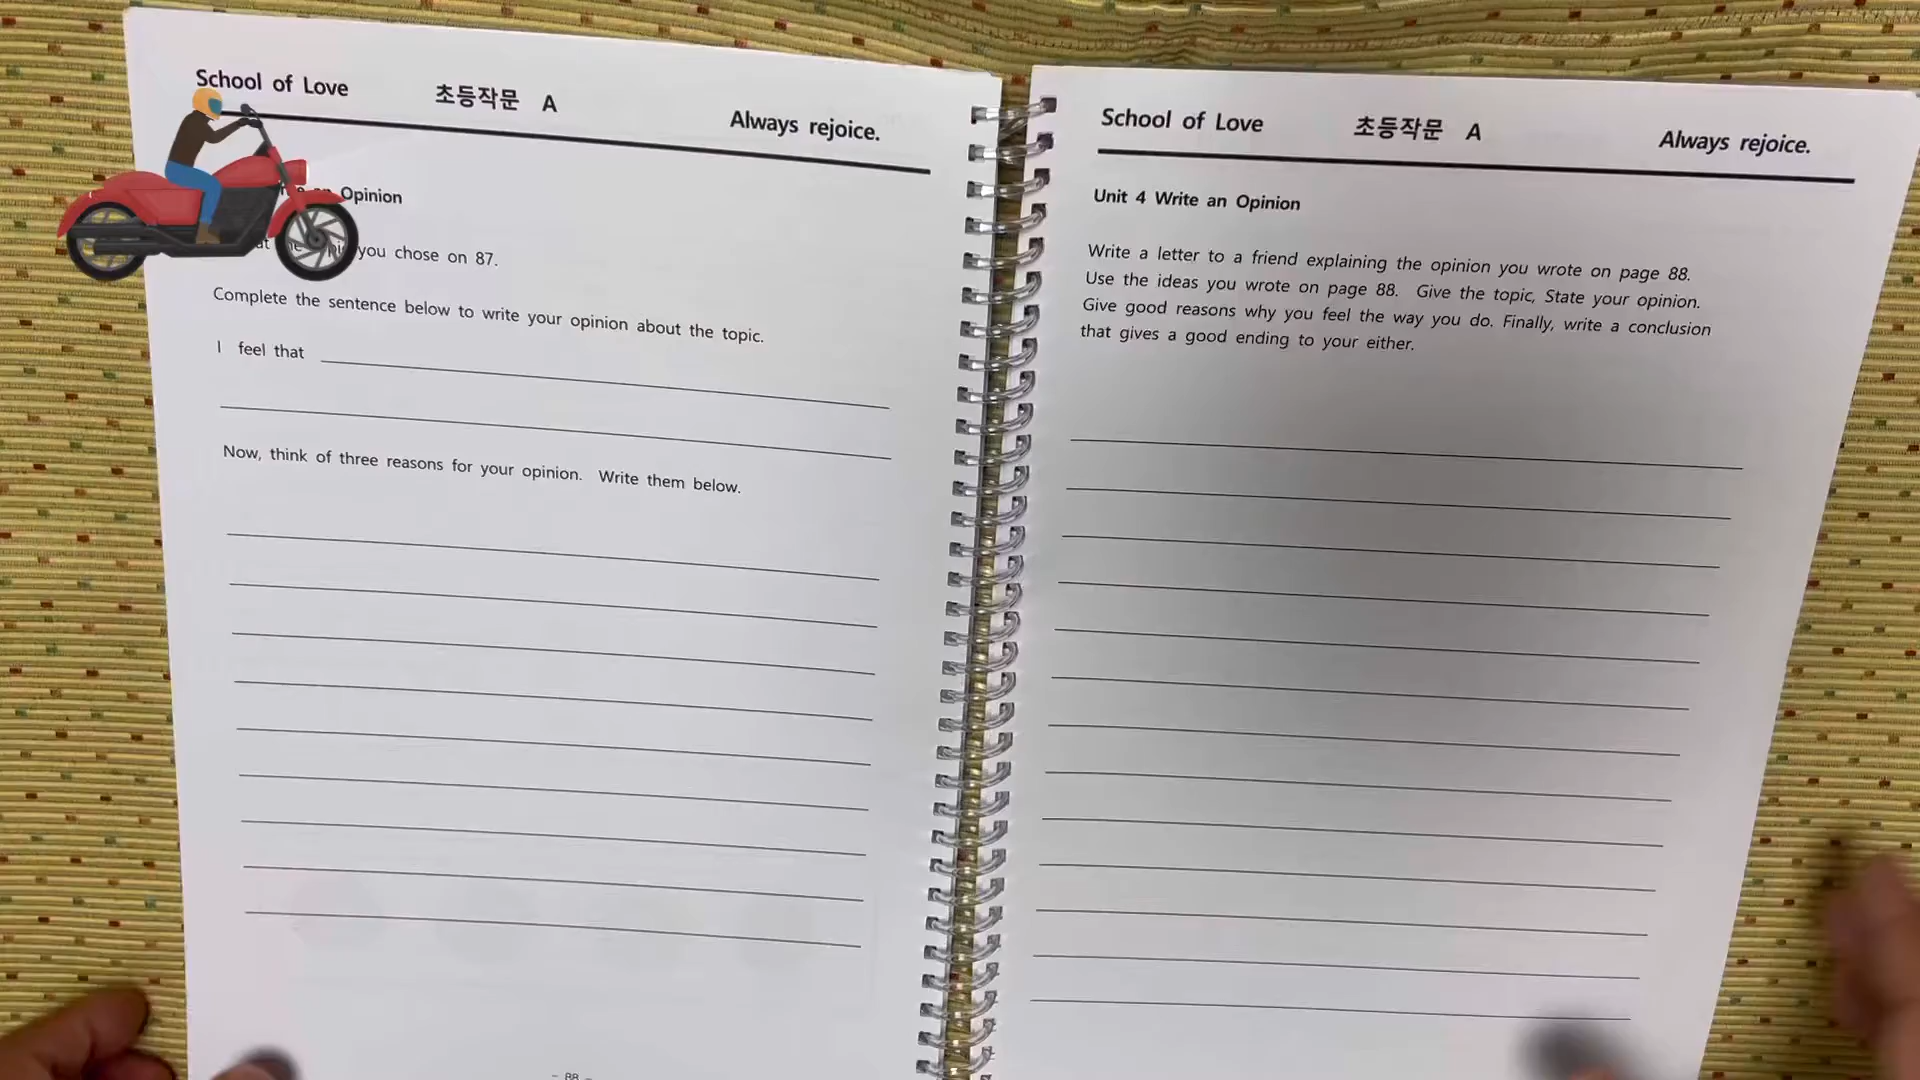 School of Love 초등작문 A Always rejoice.
Opinion
you chose on 87.
Complete the sentence below to write your opinion about the topic.
I feel that
Now, think of three reasons for your opinion. Write them below.
- 88 -
School of Love 초등작문 A Always rejoice.
Unit 4 Write an Opinion
Write a letter to a friend explaining the opinion you wrote on page 88.
Use the ideas you wrote on page 88. Give the topic, State your opinion.
Give good reasons why you feel the way you do. Finally, write a conclusion
that gives a good ending to your either.